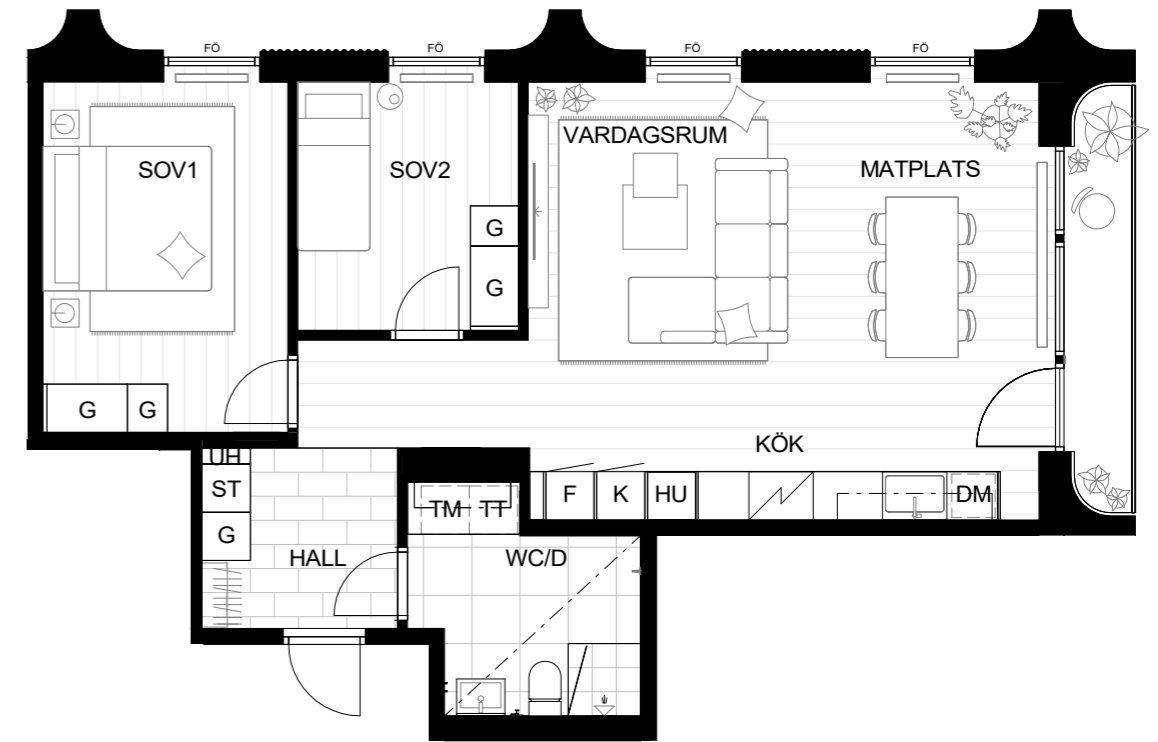 FÖ FÖ FÖ FÖ
VARDAGSRUM
SOV1 SOV2 MATPLATS
G
G
G G
KÖK
UH
ST F K HU DM
TM TT
G
HALL WC/D